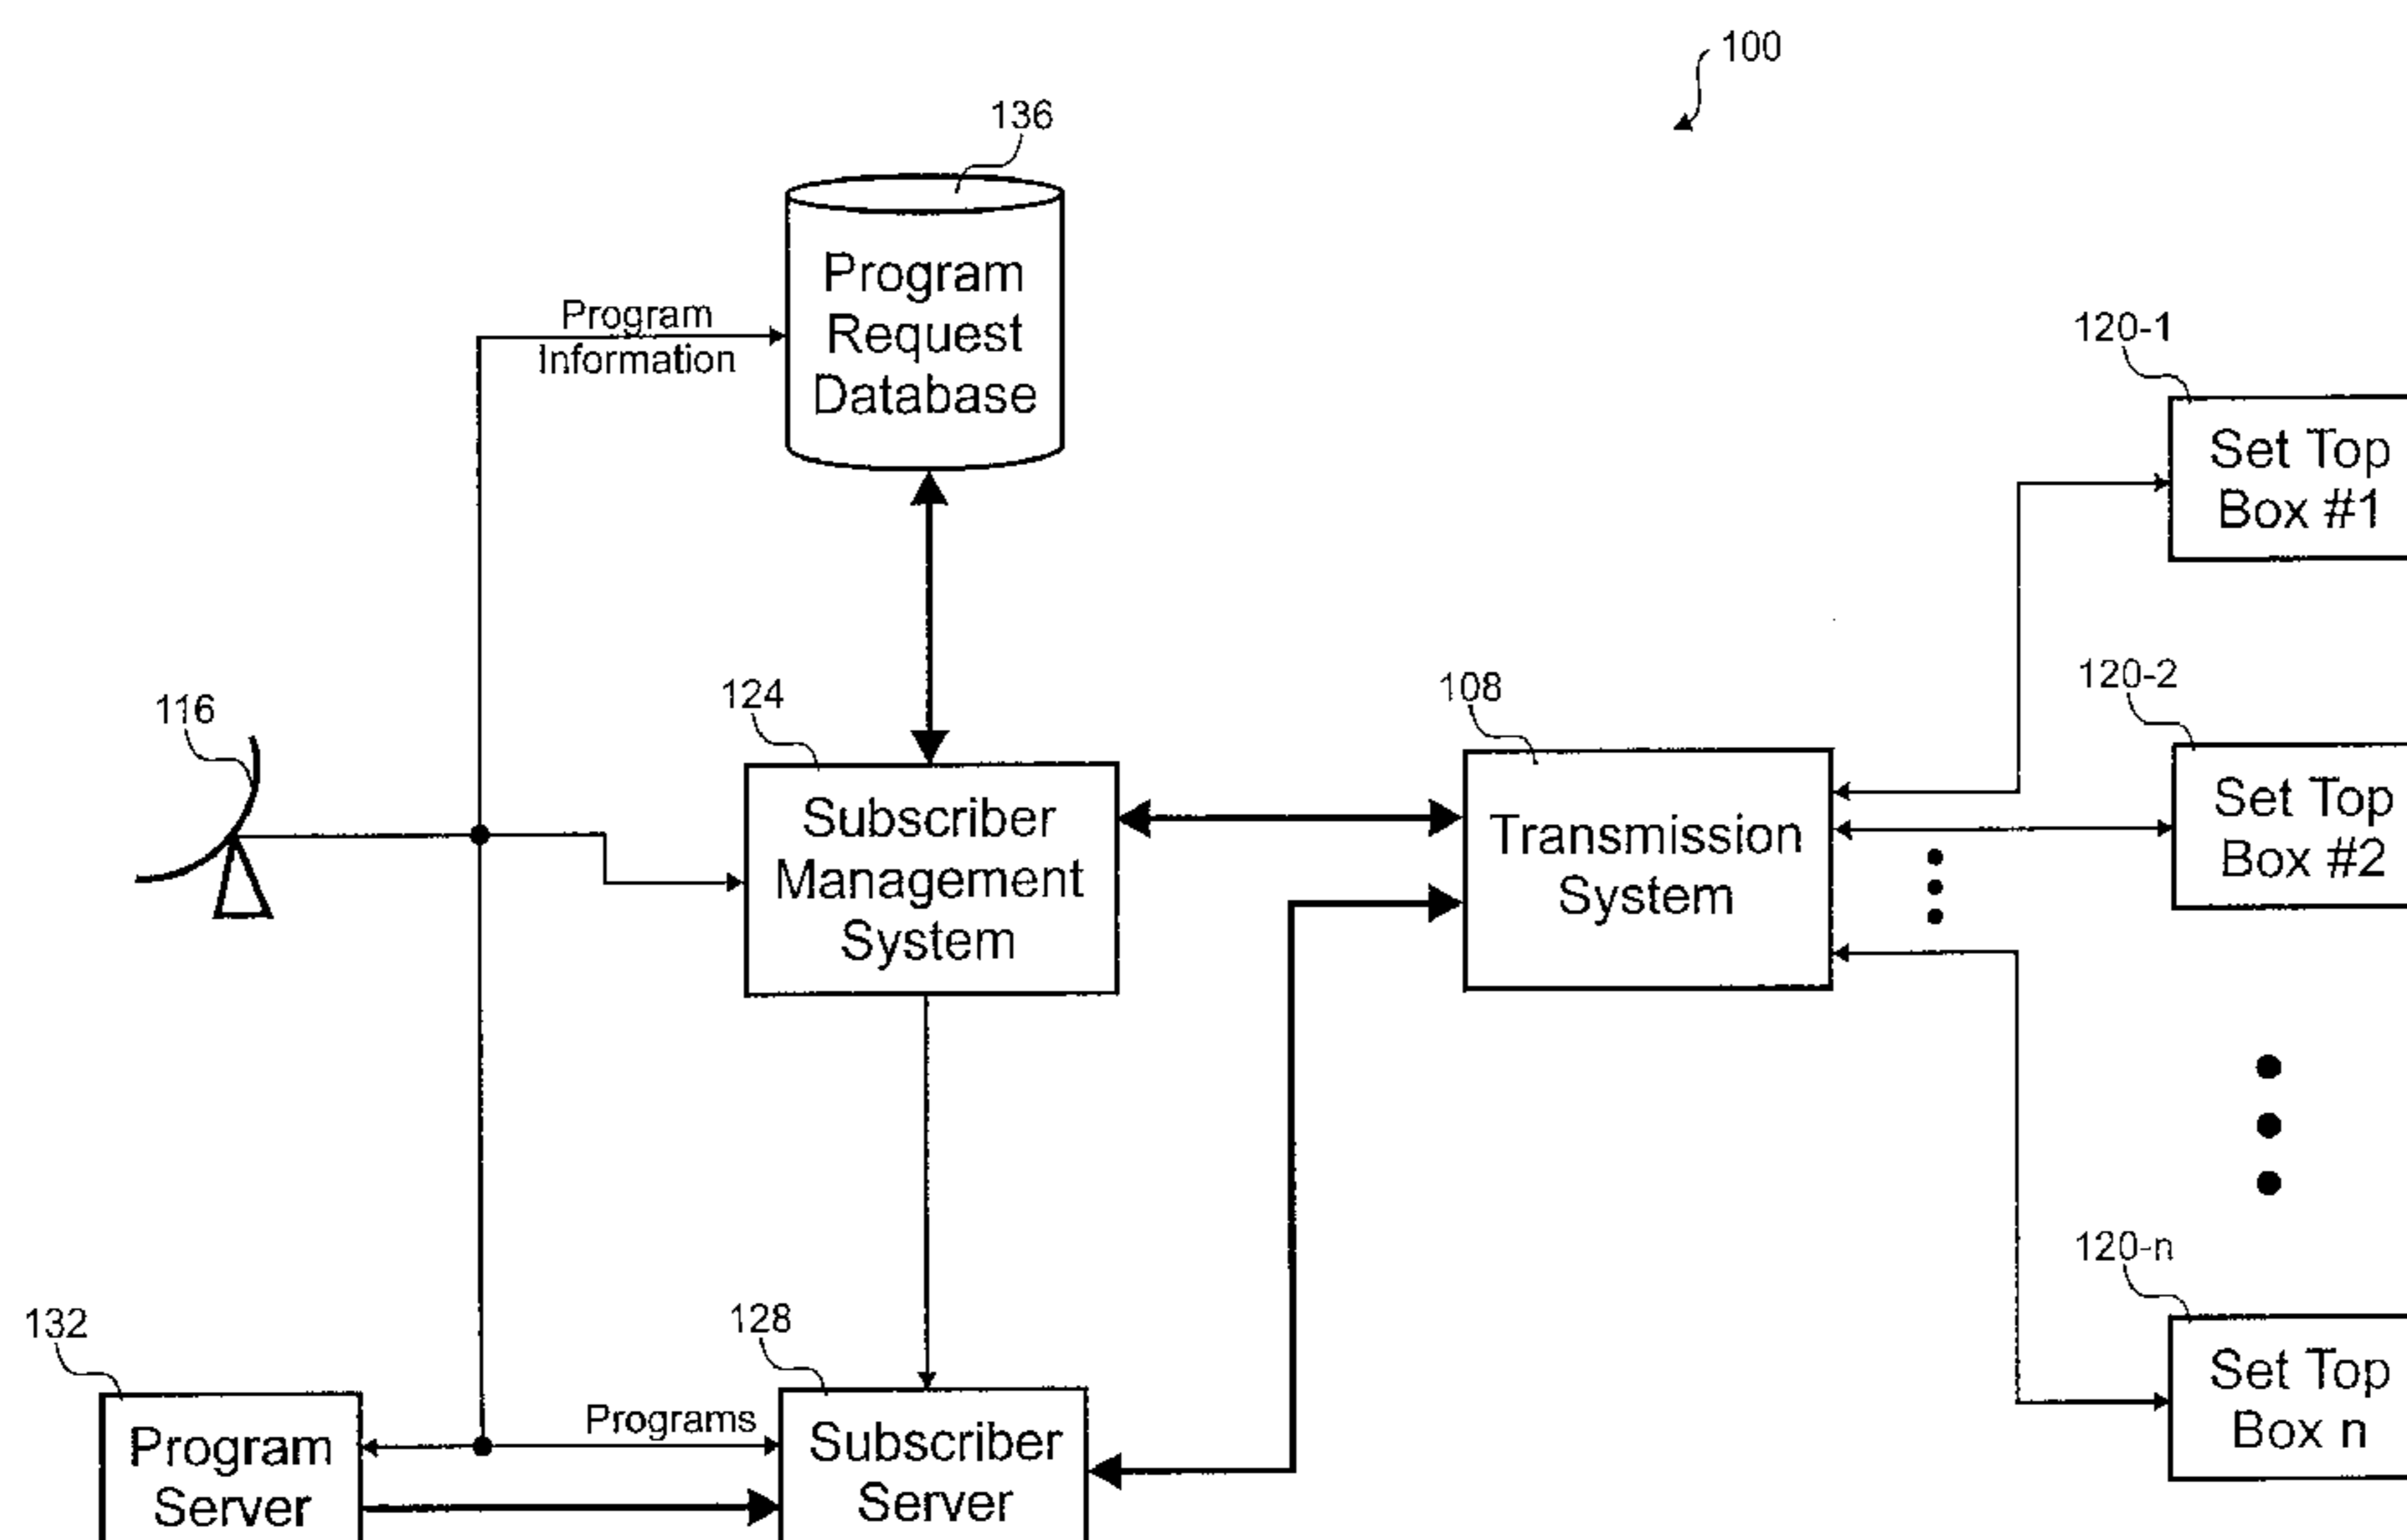 100
136
Program
Request
Database
Program
Information
120-1
Set Top
Box #1
116
124
Subscriber
Management
System
108
Transmission
System
120-2
Set Top
Box #2
120-n
Set Top
Box n
132
Program
Server
Programs
128
Subscriber
Server